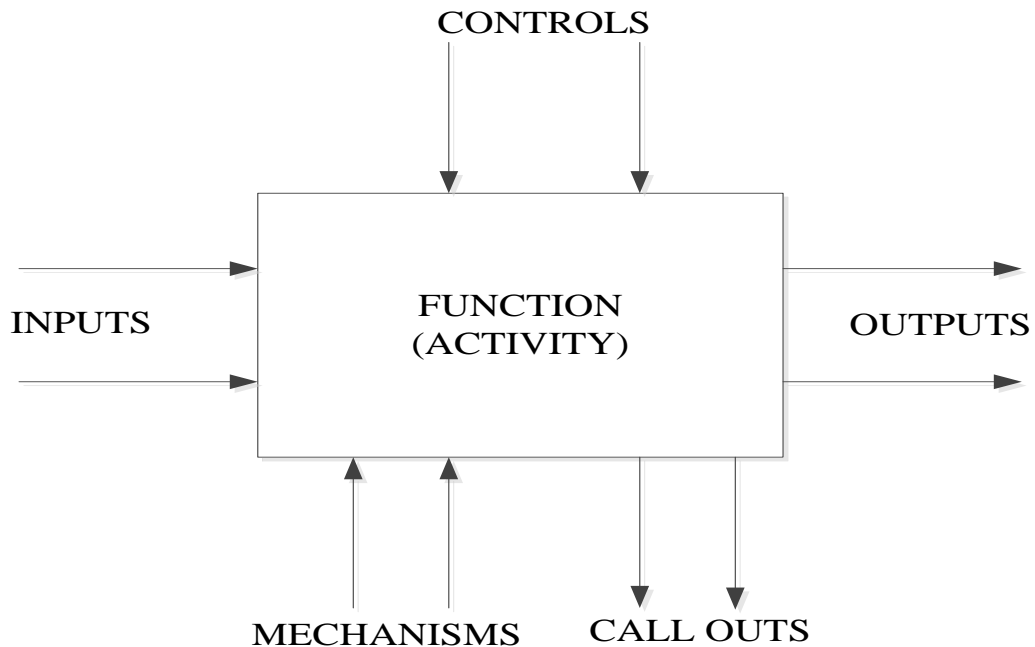 CONTROLS
INPUTS
FUNCTION
(ACTIVITY)
OUTPUTS
MECHANISMS
CALL OUTS